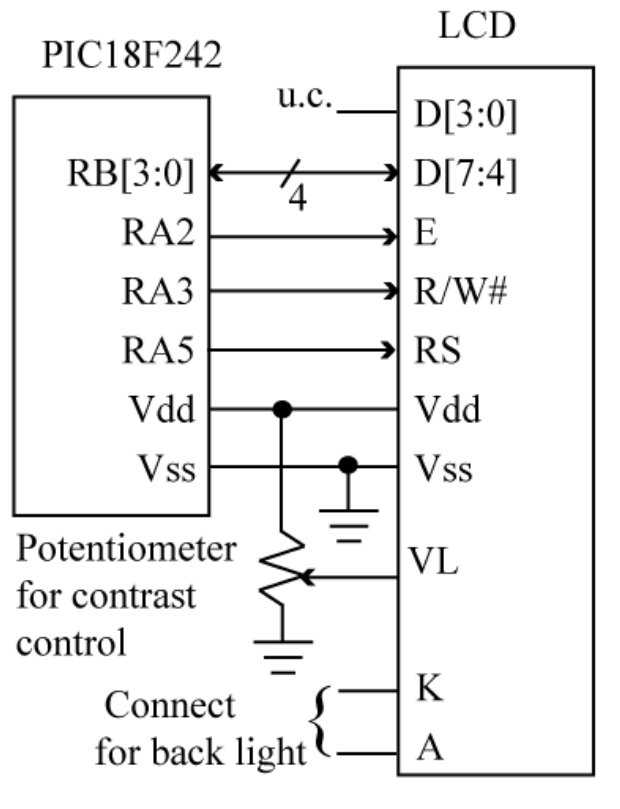 LCD
PIC18F242
u.c.
D[3:0]
RB[3:0]
4
D[7:4]
RA2
E
RA3
R/W#
RA5
RS
Vdd
Vdd
Vss
Vss
Potentiometer
for contrast
control
VL
K
Connect
for back light
A